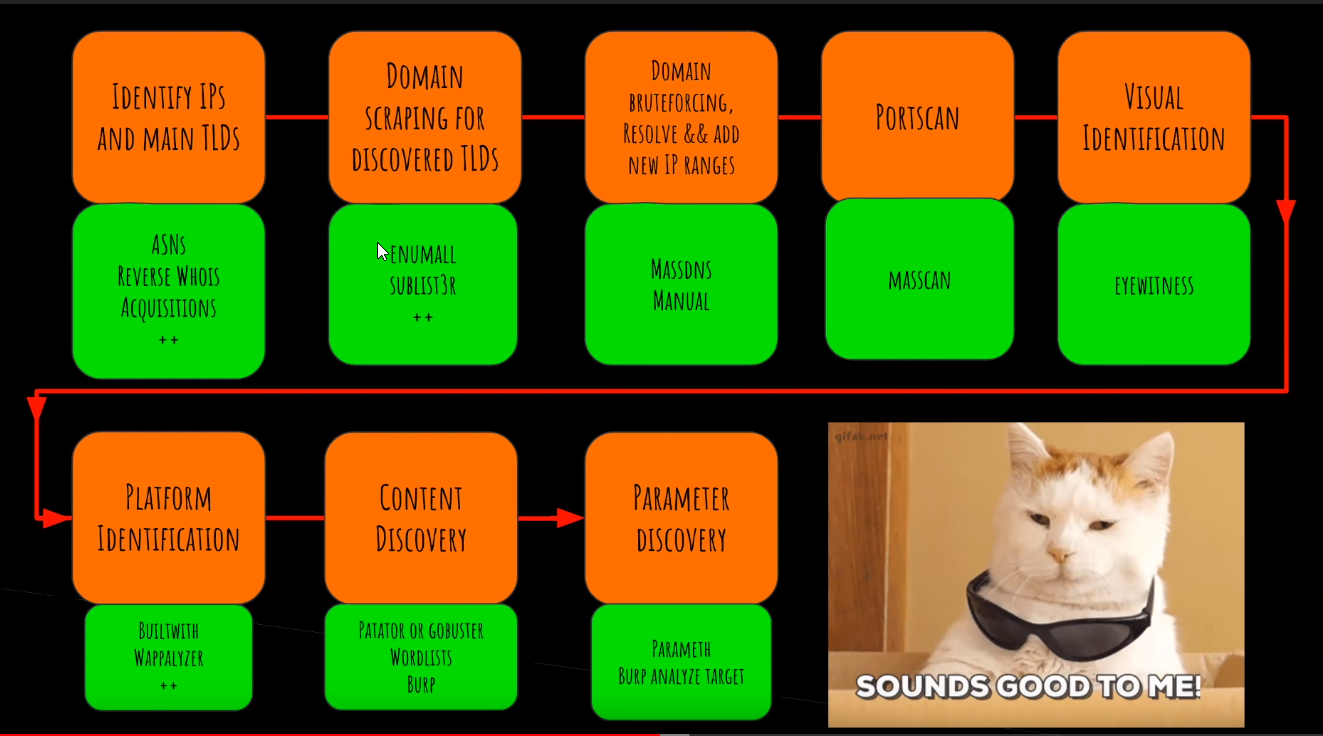 Identify IPs
and main TLDs
Domain
scraping for
discovered TLDs
Domain
bruteforcing,
Resolve && add
new IP ranges
Portscan
Visual
Identification
ASNs
Reverse Whois
Acquisitions
++
enumall
sublist3r
++
Massdns
Manual
masscan
eyewitness
Platform
Identification
Content
Discovery
Parameter
discovery
Builtwith
Wappalyzer
++
Patator or gobuster
Wordlists
Burp
Parameth
Burp analyze target
gifak.net
SOUNDS GOOD TO ME!